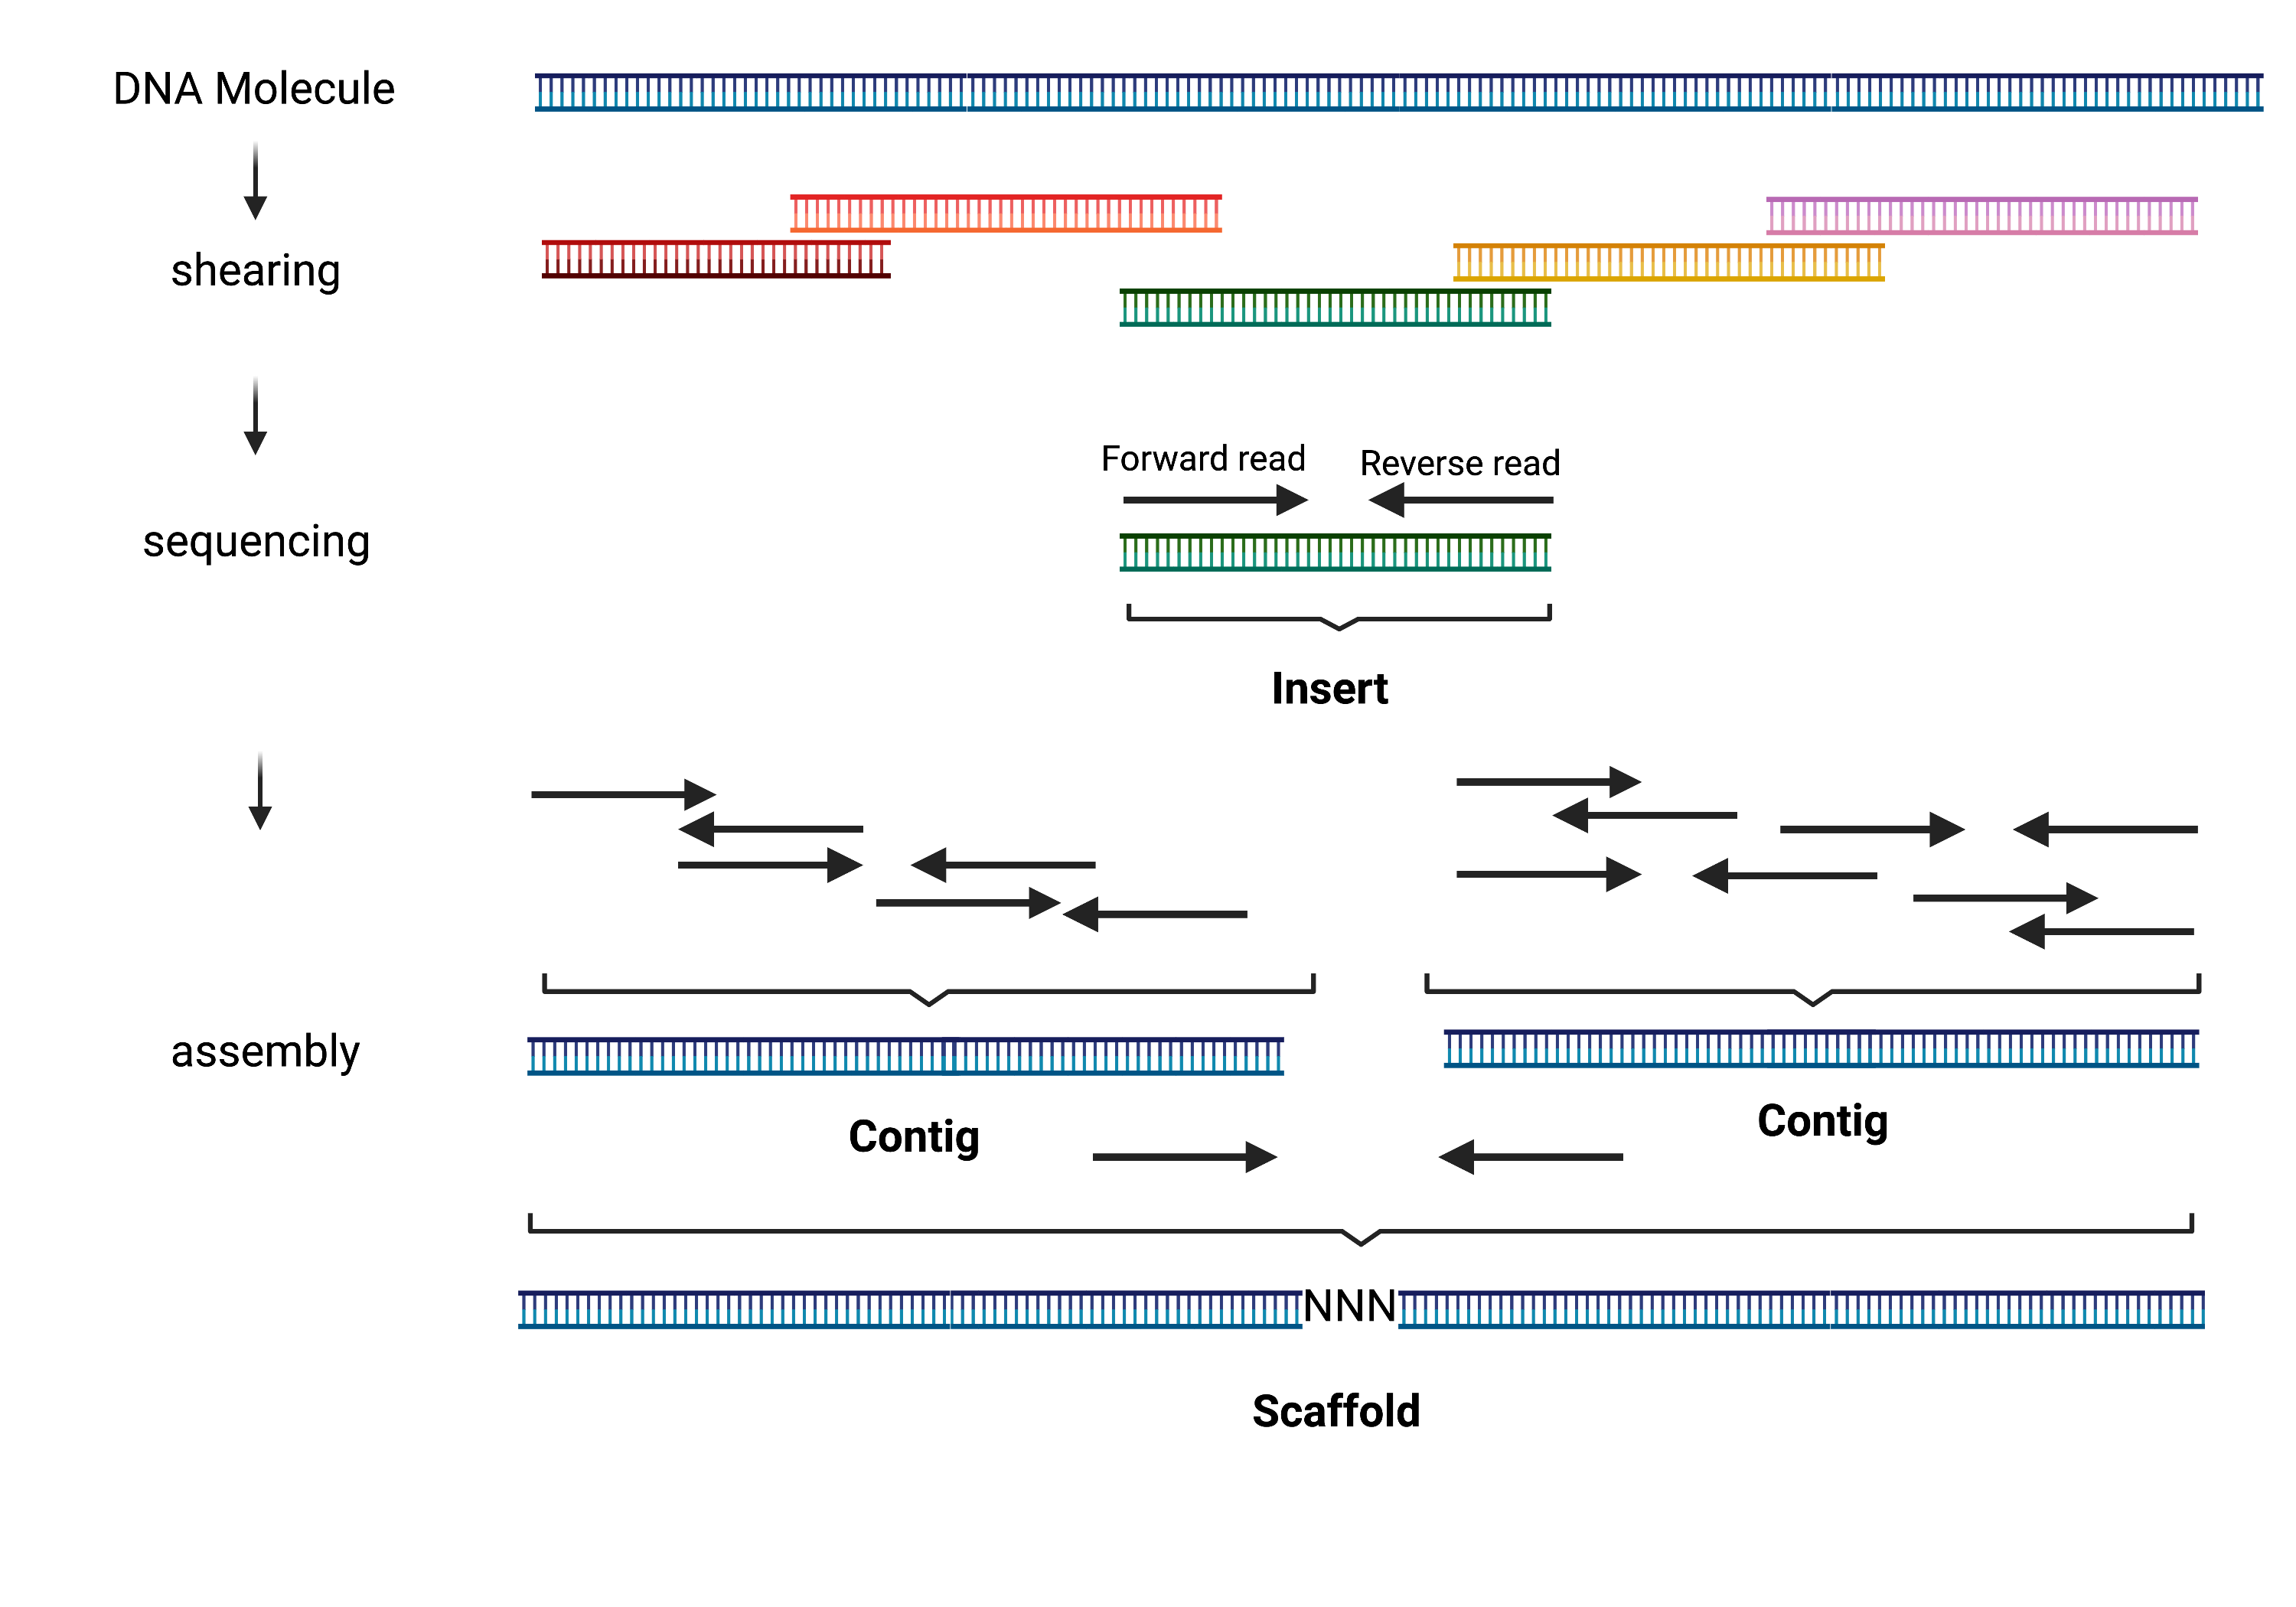 DNA Molecule
shearing
Forward read
Reverse read
sequencing
Insert
assembly
Contig
Contig
NNN
Scaffold